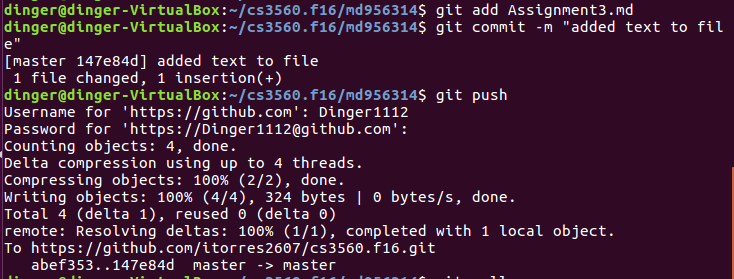 dinger@dinger-VirtualBox:~/cs3560.f16/md956314$ git add Assignment3.md
dinger@dinger-VirtualBox:~/cs3560.f16/md956314$ git commit -m "added text to fil
e"
[master 147e84d] added text to file
 1 file changed, 1 insertion(+)
dinger@dinger-VirtualBox:~/cs3560.f16/md956314$ git push
Username for 'https://github.com': Dinger1112
Password for 'https://Dinger1112@github.com':
Counting objects: 4, done.
Delta compression using up to 4 threads.
Compressing objects: 100% (2/2), done.
Writing objects: 100% (4/4), 324 bytes | 0 bytes/s, done.
Total 4 (delta 1), reused 0 (delta 0)
remote: Resolving deltas: 100% (1/1), completed with 1 local object.
To https://github.com/itorres2607/cs3560.f16.git
   abef353..147e84d  master -> master